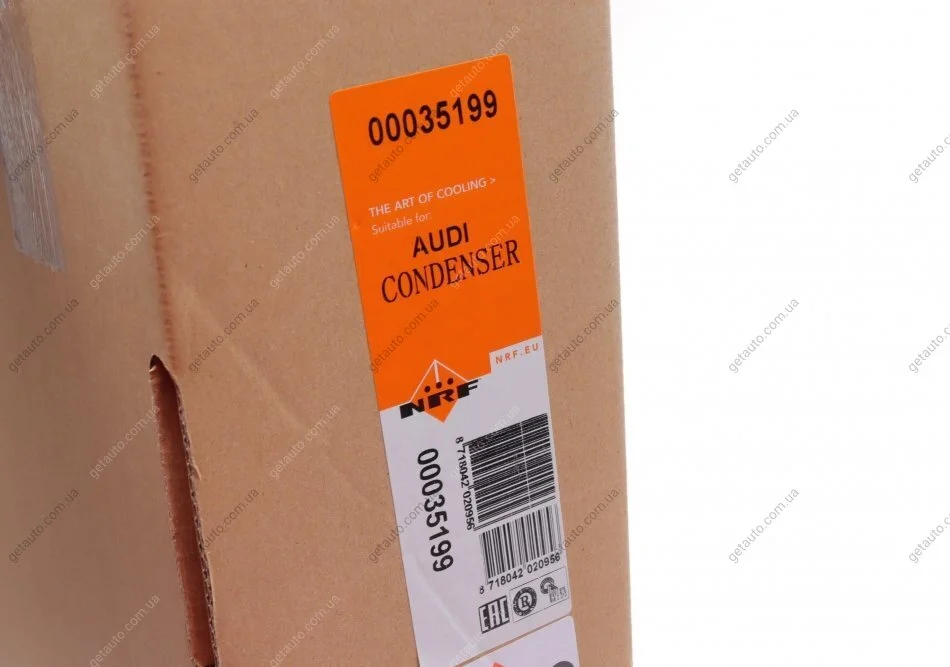 00035199
THE ART OF COOLING >
Suitable for:
AUDI
CONDENSER
NRF.EU
NRF
00035199
8 718042 020956
8 718042 020956
EAC
R
getauto.com.ua